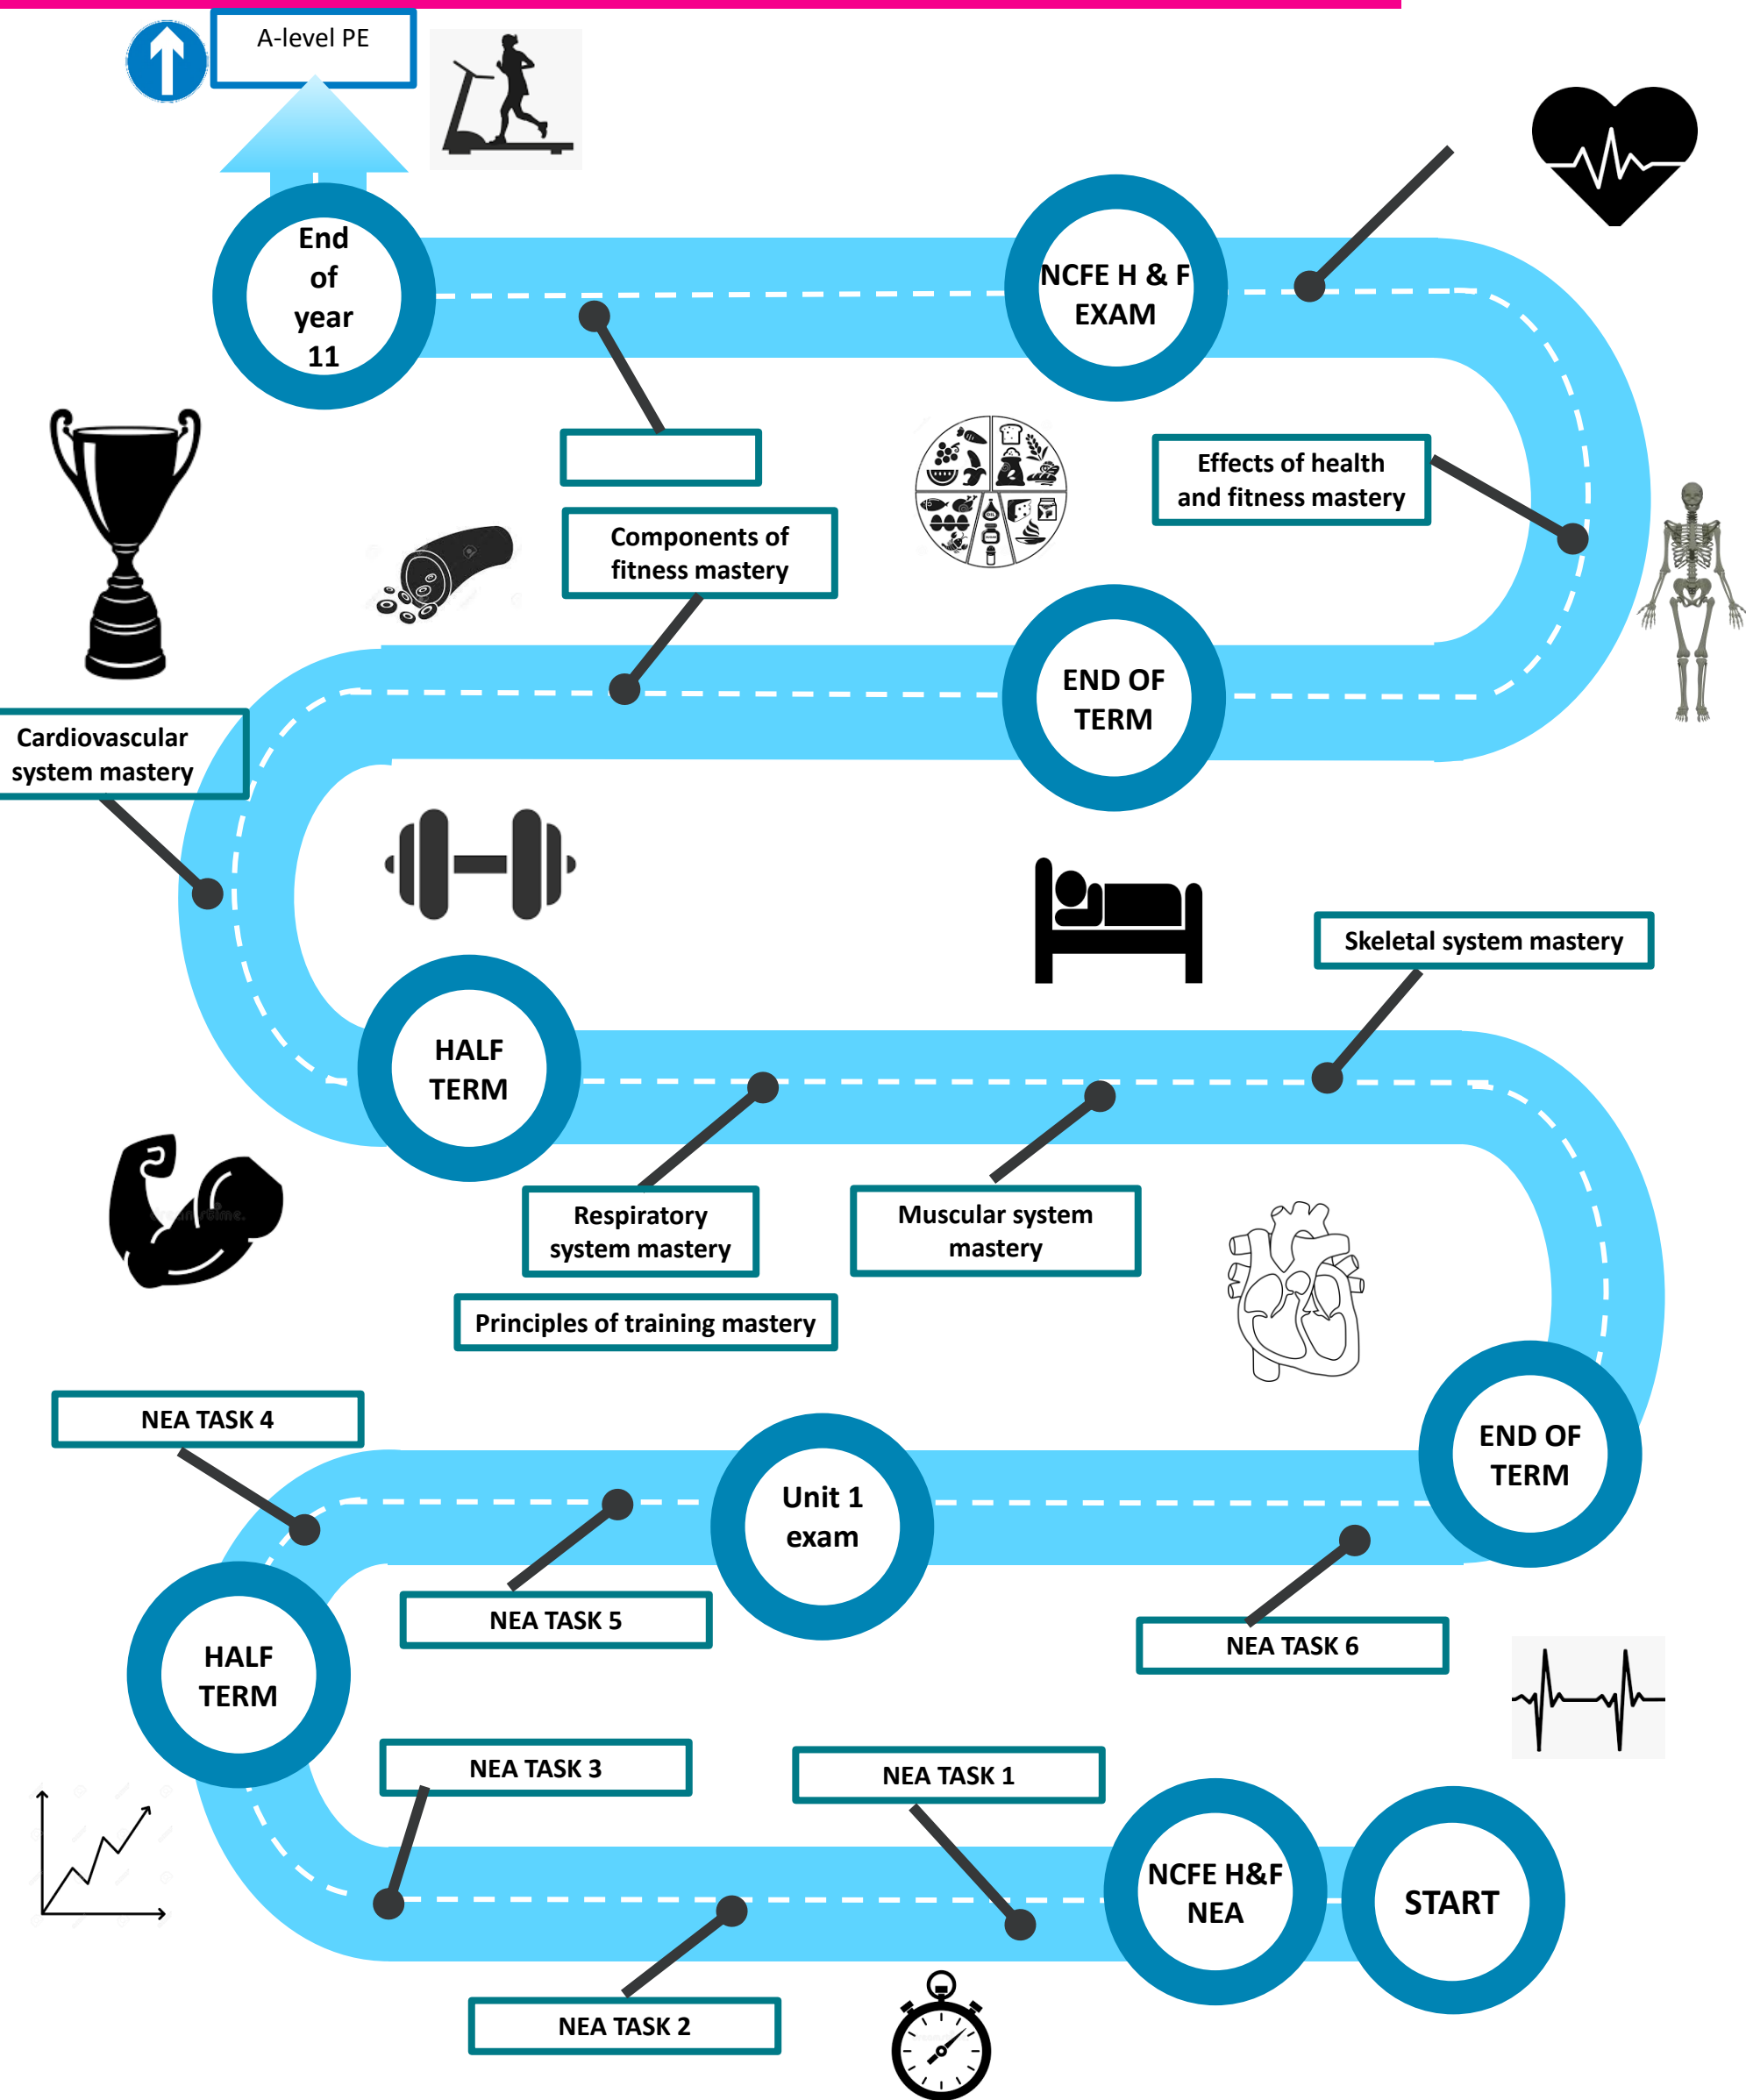 A-level PE
End
of
year
11
NCFE H & F
EXAM
Effects of health
and fitness mastery
Components of
fitness mastery
END OF
TERM
Cardiovascular
system mastery
Skeletal system mastery
HALF
TERM
Respiratory
system mastery
Muscular system
mastery
Principles of training mastery
NEA TASK 4
END OF
TERM
Unit 1
exam
NEA TASK 5
NEA TASK 6
HALF
TERM
NEA TASK 3
NEA TASK 1
NCFE H&F
NEA
START
NEA TASK 2